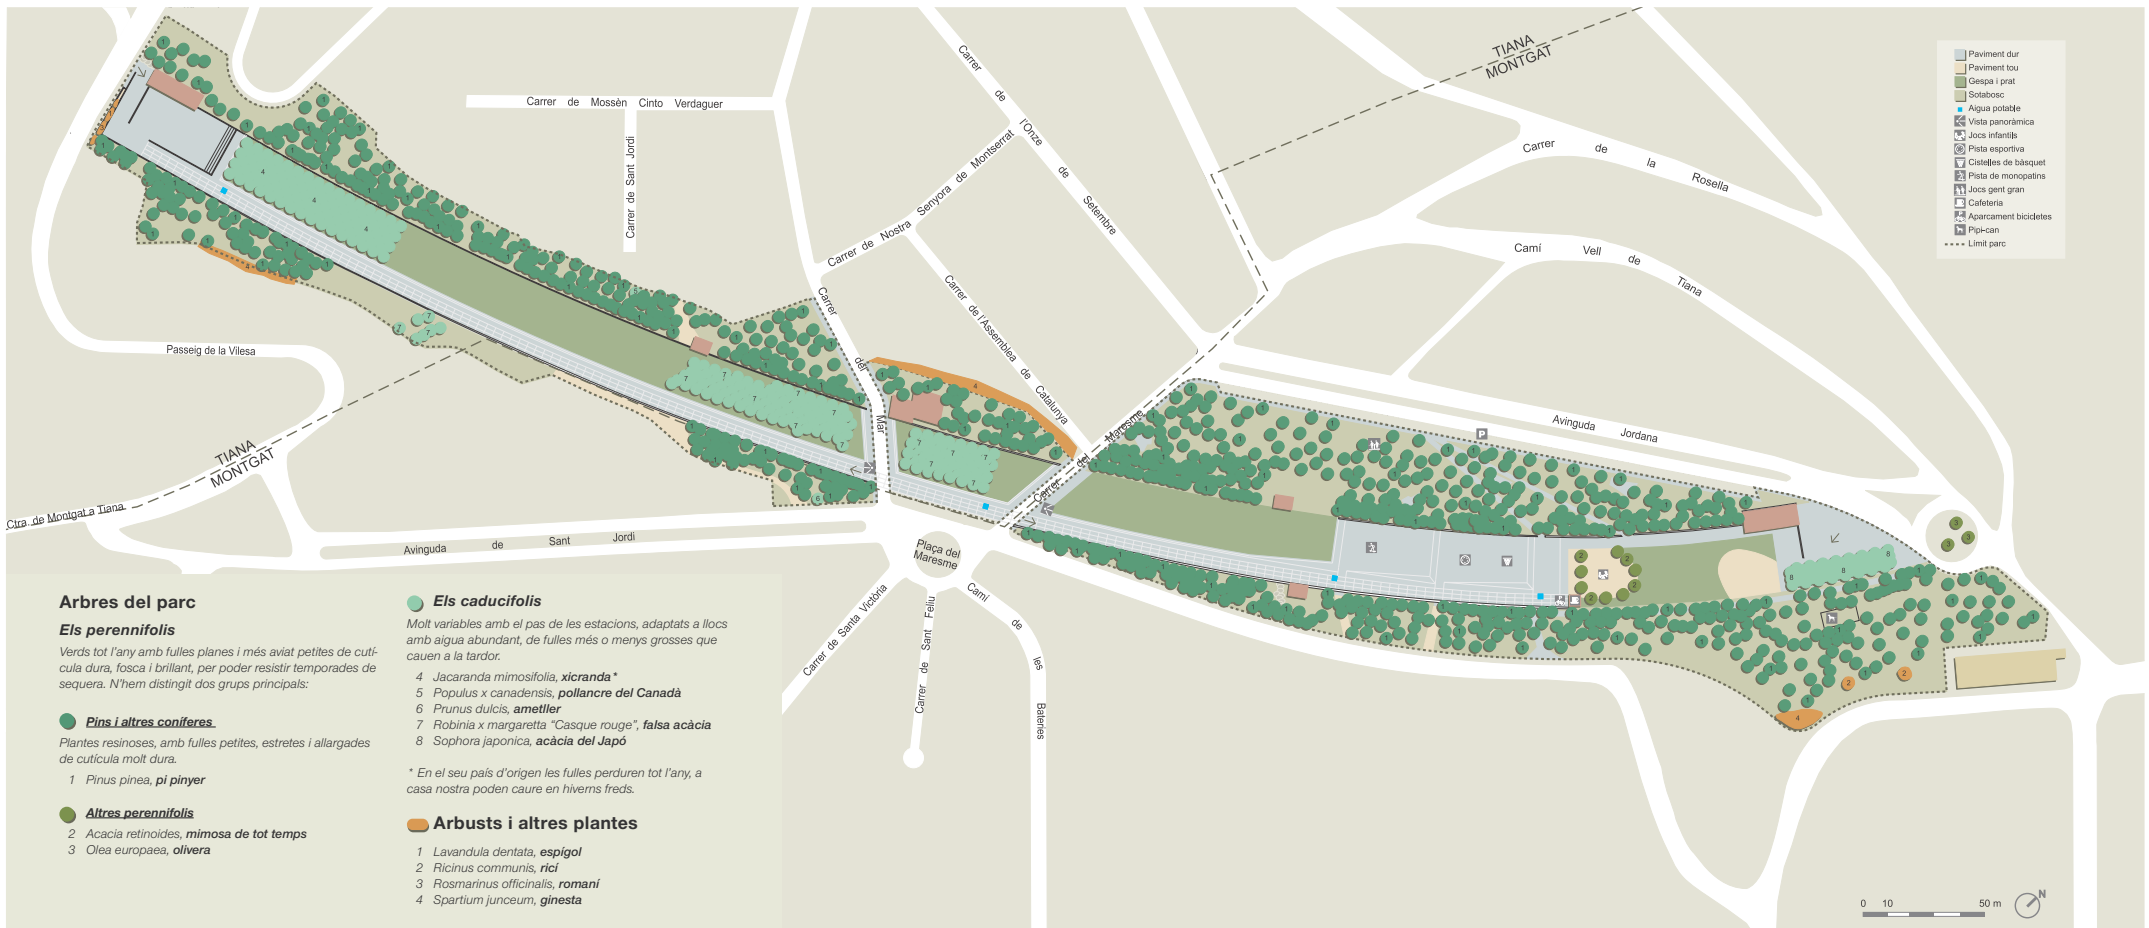 TIANA
MONTGAT
Paviment dur
Paviment tou
Gespa i prat
Sotabosc
Aigua potable
Vista panoràmica
Jocs infantils
Pista esportiva
Cistelles de bàsquet
Pista de monopatins
Jocs gent gran
Cafeteria
Aparcament bicicletes
Pipi-can
Límit parc
Carrer de Mossèn Cinto Verdaguer
Carrer de Sant Jordi
Carrer de l'Onze de Setembre
Carrer de Nostra Senyora de Montserrat
Carrer de l'Assemblea de Catalunya
Carrer del Mar
Carrer del Maresme
Carrer de la Rosella
Camí Vell de Tiana
Avinguda Jordana
P
Passeig de la Vilesa
TIANA
MONTGAT
Ctra. de Montgat a Tiana
Avinguda de Sant Jordi
Plaça del
Maresme
Carrer de Santa Victòria
Carrer de Sant Feliu
Camí de les Bateries
Arbres del parc
Els perennifolis
Verds tot l'any amb fulles planes i més aviat petites de cutí-
cula dura, fosca i brillant, per poder resistir temporades de
sequera. N'hem distingit dos grups principals:
Pins i altres coníferes
Plantes resinoses, amb fulles petites, estretes i allargades
de cutícula molt dura.
1 Pinus pinea, pi pinyer
Altres perennifolis
2 Acacia retinoides, mimosa de tot temps
3 Olea europaea, olivera
Els caducifolis
Molt variables amb el pas de les estacions, adaptats a llocs
amb aigua abundant, de fulles més o menys grosses que
cauen a la tardor.
4 Jacaranda mimosifolia, xicranda*
5 Populus x canadensis, pollancre del Canadà
6 Prunus dulcis, ametller
7 Robinia x margaretta “Casque rouge”, falsa acàcia
8 Sophora japonica, acàcia del Japó
* En el seu país d'origen les fulles perduren tot l'any, a
casa nostra poden caure en hiverns freds.
Arbusts i altres plantes
1 Lavandula dentata, espígol
2 Ricinus communis, ricí
3 Rosmarinus officinalis, romaní
4 Spartium junceum, ginesta
0 10 50 m
N